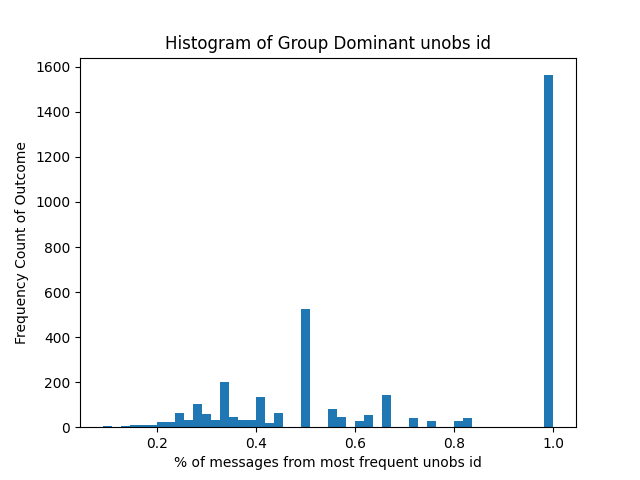 Histogram of Group Dominant unobs id
Frequency Count of Outcome
1600
1400
1200
1000
800
600
400
200
0
0.2 0.4 0.6 0.8 1.0
% of messages from most frequent unobs id